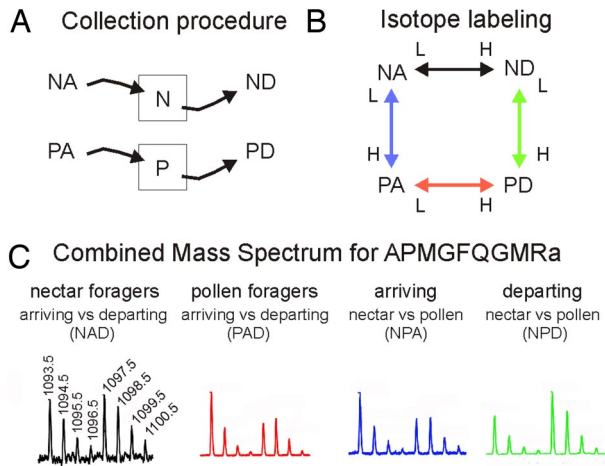 A Collection procedure
NA N ND
PA P PD
B Isotope labeling
L H
NA ND
L L
H H
PA PD
L H
C Combined Mass Spectrum for APMGFQGMRa
nectar foragers
arriving vs departing
(NAD)
pollen foragers
arriving vs departing
(PAD)
arriving
nectar vs pollen
(NPA)
departing
nectar vs pollen
(NPD)
1093.5
1094.5
1095.5
1096.5
1097.5
1098.5
1099.5
1100.5